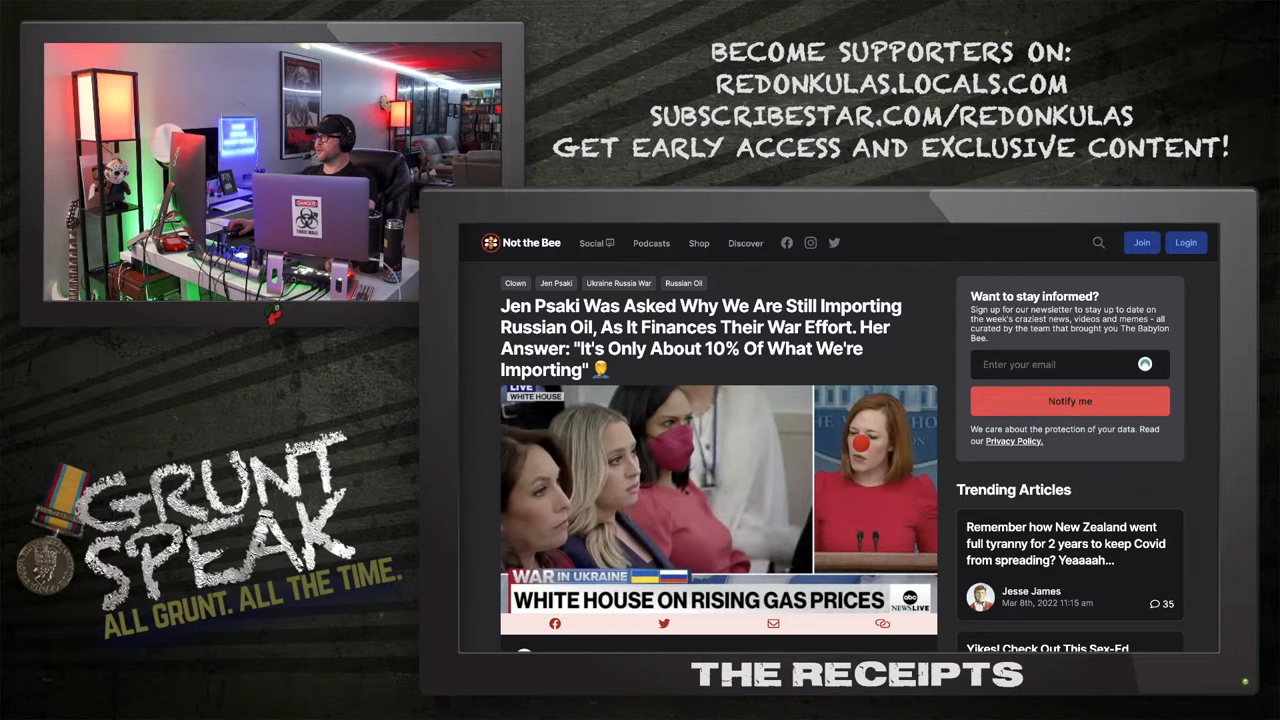 BECOME SUPPORTERS ON:
REDONKULAS.LOCALS.COM
SUBSCRIBESTAR.COM/REDONKULAS
GET EARLY ACCESS AND EXCLUSIVE CONTENT!
DANGER
TOXIC MALE
Not the Bee
Social
Podcasts
Shop
Discover
Join
Login
Clown
Jen Psaki
Ukraine Russia War
Russian Oil
Jen Psaki Was Asked Why We Are Still Importing
Russian Oil, As It Finances Their War Effort. Her
Answer: "It's Only About 10% Of What We're
Importing" 🤦‍♂️
LIVE
WHITE HOUSE
WAR IN UKRAINE
WHITE HOUSE ON RISING GAS PRICES
abc
NEWS LIVE
Want to stay informed?
Sign up for our newsletter to stay up to date on
the week's craziest news, videos and memes - all
curated by the team that brought you The Babylon
Bee.
Enter your email
Notify me
We care about the protection of your data. Read
our Privacy Policy.
Trending Articles
Remember how New Zealand went
full tyranny for 2 years to keep Covid
from spreading? Yeaaah...
Jesse James
Mar 8th, 2022 11:15 am
35
Yikes! Check Out This Sex-Ed
GRUNT
SPEAK
ALL GRUNT. ALL THE TIME.
THE RECEIPTS